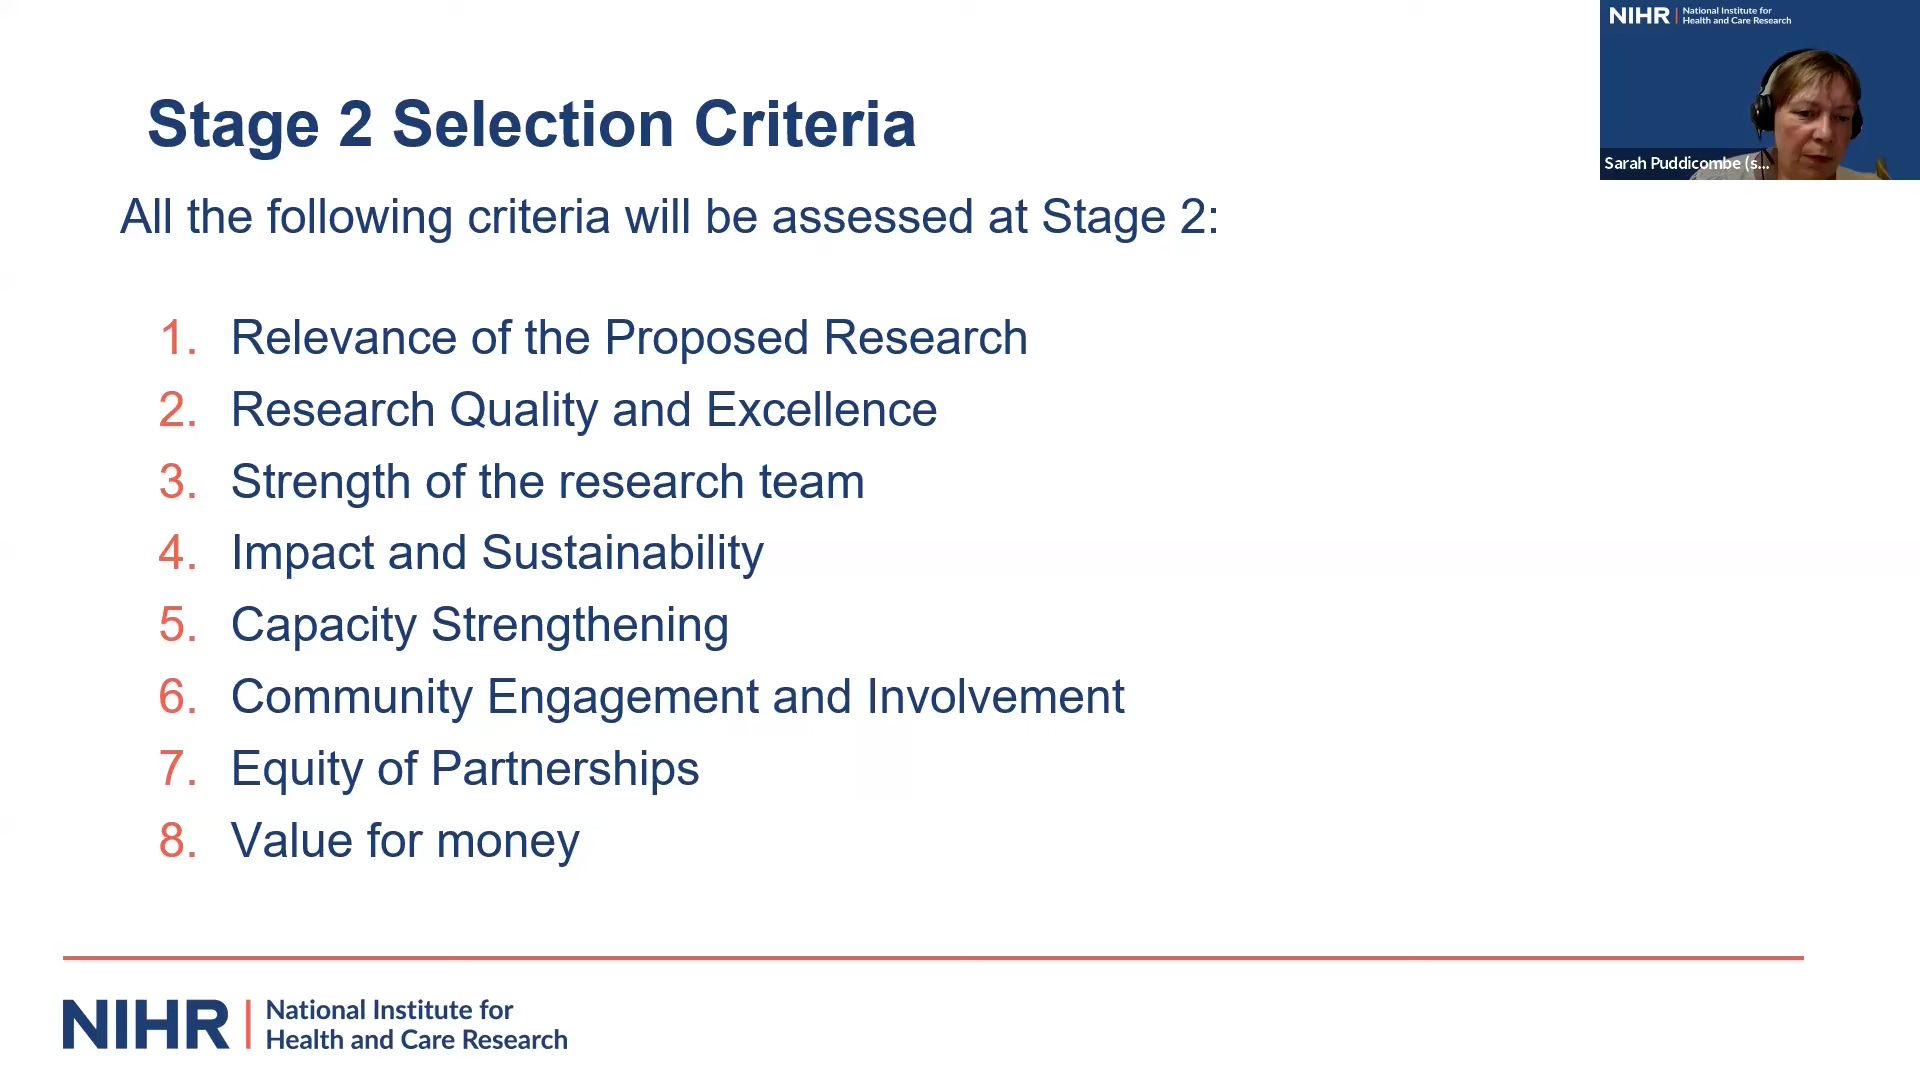 NIHR National Institute for
Health and Care Research
Sarah Puddicombe (s...
Stage 2 Selection Criteria
All the following criteria will be assessed at Stage 2:
1. Relevance of the Proposed Research
2. Research Quality and Excellence
3. Strength of the research team
4. Impact and Sustainability
5. Capacity Strengthening
6. Community Engagement and Involvement
7. Equity of Partnerships
8. Value for money
NIHR National Institute for
Health and Care Research